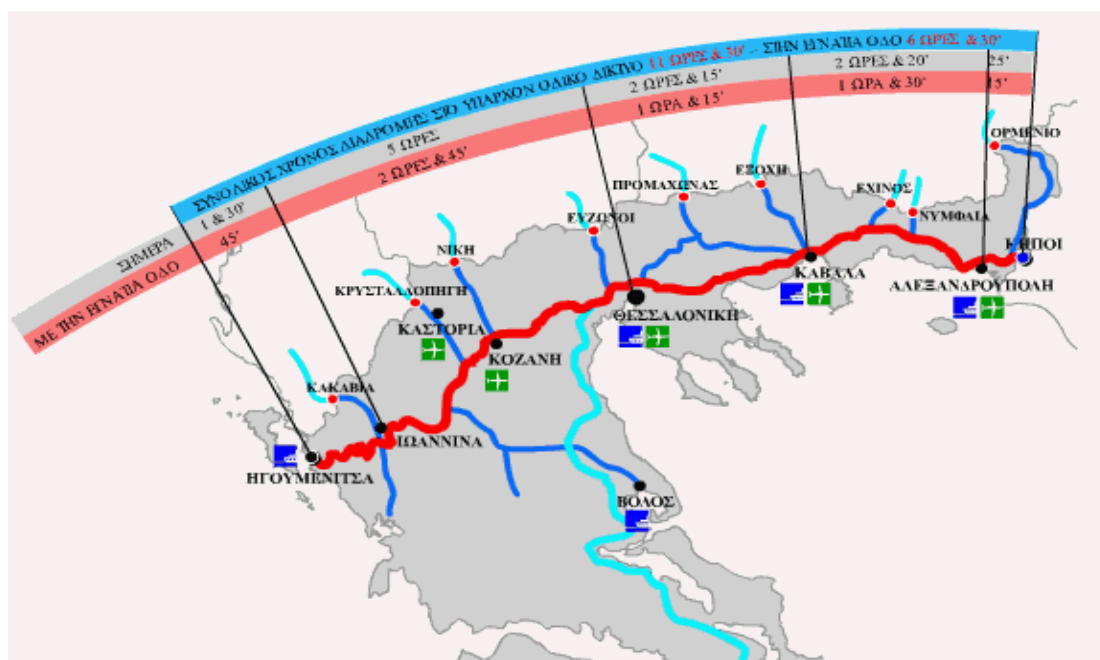 ΣΥΝΟΛΙΚΟΣ ΧΡΟΝΟΣ ΔΙΑΔΡΟΜΗΣ: ΣΤΟ ΥΠΑΡΧΟΝ ΟΔΙΚΟ ΔΙΚΤΥΟ 11 ΩΡΕΣ & 30' – ΣΤΗΝ ΕΓΝΑΤΙΑ ΟΔΟ 6 ΩΡΕΣ & 30'
ΣΗΜΕΡΑ 1 & 30' 5 ΩΡΕΣ 2 ΩΡΕΣ & 15' 2 ΩΡΕΣ & 20' 25'
ΜΕ ΤΗΝ ΕΓΝΑΤΙΑ ΟΔΟ 45' 2 ΩΡΕΣ & 45' 1 ΩΡΑ & 15' 1 ΩΡΑ & 30' 15'
ΟΡΜΕΝΙΟ
ΕΞΟΧΗ
ΠΡΟΜΑΧΩΝΑΣ
ΕΧΙΝΟΣ
ΝΥΜΦΑΙΑ
ΕΥΖΩΝΟΙ
ΚΗΠΟΙ
ΝΙΚΗ
ΚΑΒΑΛΑ
ΑΛΕΞΑΝΔΡΟΥΠΟΛΗ
ΚΡΥΣΤΑΛΛΟΠΗΓΗ
ΘΕΣΣΑΛΟΝΙΚΗ
ΚΑΣΤΟΡΙΑ
ΚΟΖΑΝΗ
ΚΑΚΑΒΙΑ
ΙΩΑΝΝΙΝΑ
ΗΓΟΥΜΕΝΙΤΣΑ
ΒΟΛΟΣ